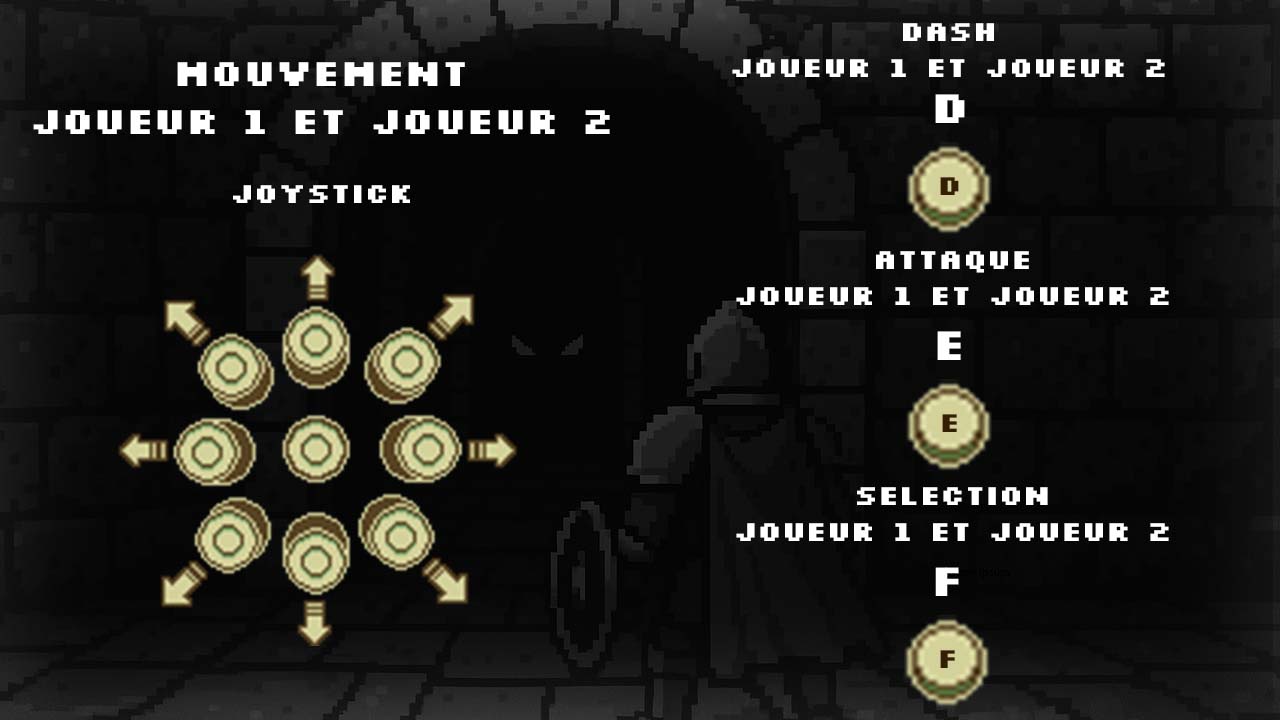 MOUVEMENT
JOUEUR 1 ET JOUEUR 2
JOYSTICK
DASH
JOUEUR 1 ET JOUEUR 2
D
D
ATTAQUE
JOUEUR 1 ET JOUEUR 2
E
E
SELECTION
JOUEUR 1 ET JOUEUR 2
F
F